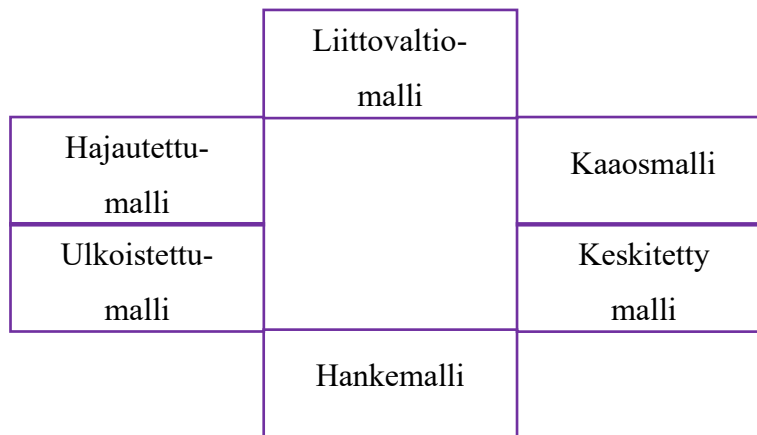 Liittovaltio-
malli
Hajautettu-
malli
Kaaosmalli
Ulkoistettu-
malli
Keskitetty
malli
Hankemalli